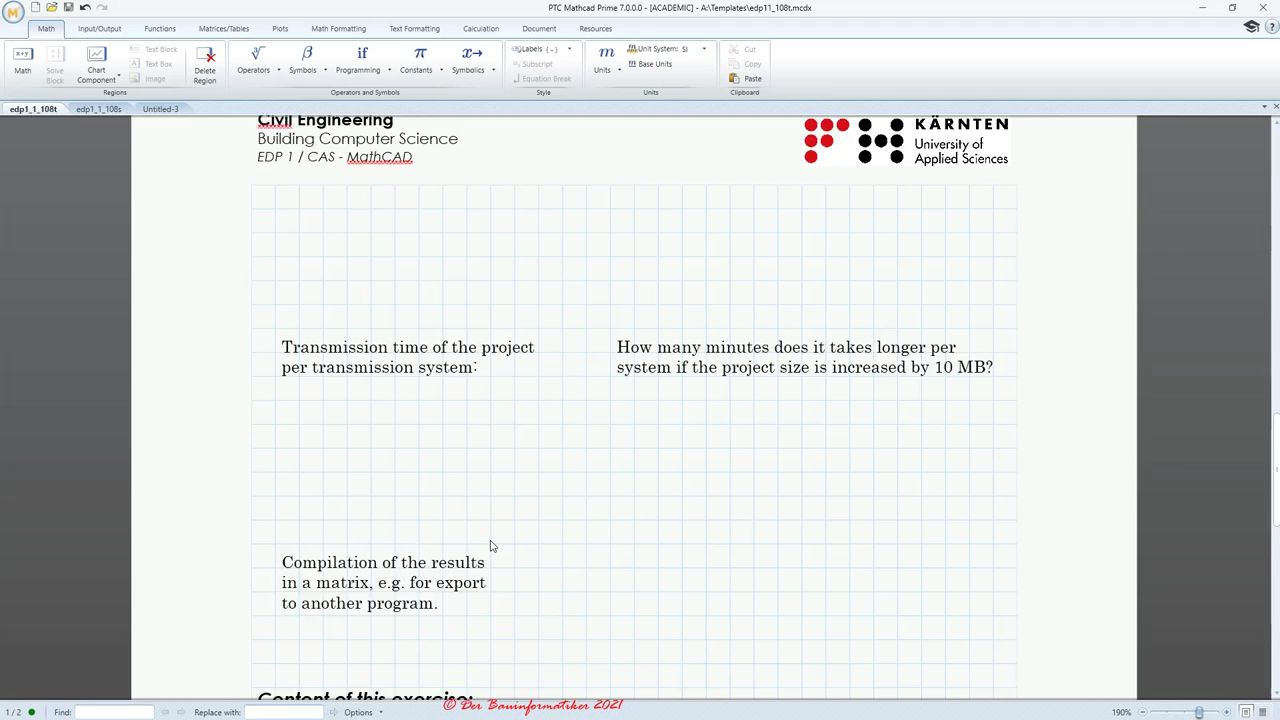 PTC Mathcad Prime 7.0.0.0 - [ACADEMIC] - A:\Templates\edp11_108t.mcdx
Math Input/Output Functions Matrices/Tables Plots Math Formatting Text Formatting Calculation Document Resources
Math
Solve Block
Chart Component
Text Block
Text Box
Image
Delete Region
Regions
Operators
Symbols
Programming
Constants
Symbolics
Operators and Symbols
Labels ( - )
Subscript
Equation Break
Style
Units
Unit System: SI
Base Units
Units
Cut
Copy
Paste
Clipboard
edp1_1_108t edp1_1_108s Untitled-3
Civil Engineering
Building Computer Science
EDP 1 / CAS - MathCAD
KÄRNTEN
University of
Applied Sciences
Transmission time of the project
per transmission system:
How many minutes does it takes longer per
system if the project size is increased by 10 MB?
Compilation of the results
in a matrix, e.g. for export
to another program.
Content of this exercise:
© Der Bauinformatiker 2021
1 / 2 Find: Replace with: Options 190%